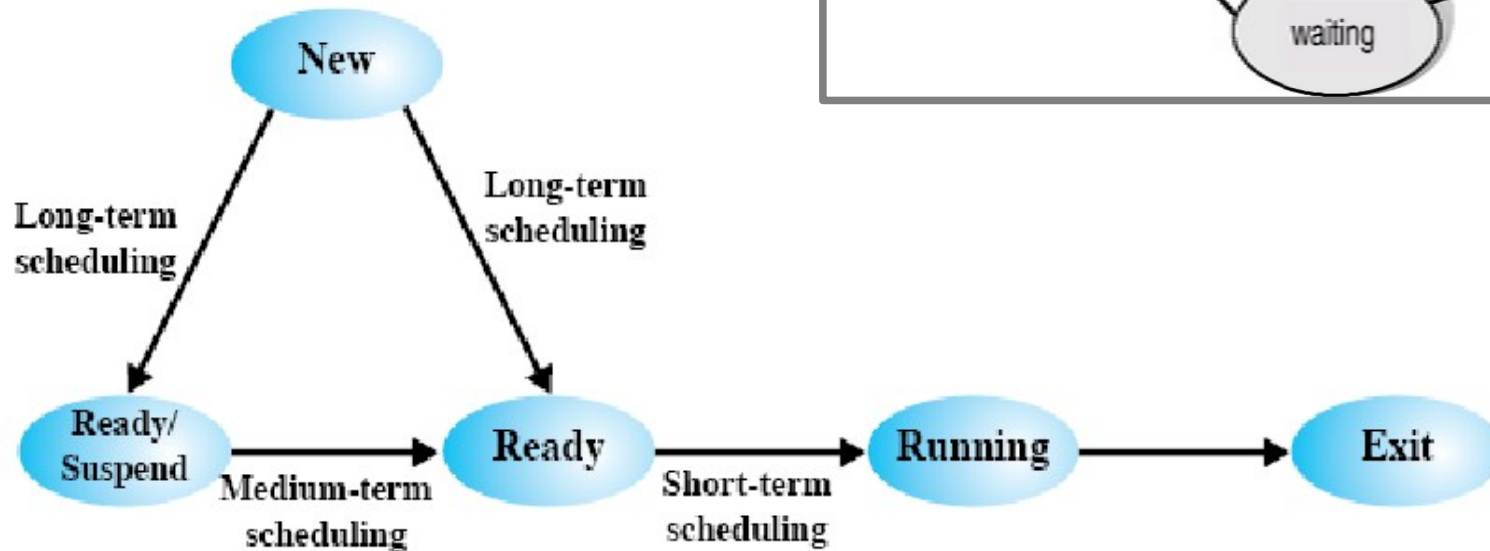 waiting
New
Long-term
scheduling
Long-term
scheduling
Ready/
Suspend
Medium-term
scheduling
Ready
Short-term
scheduling
Running
Exit